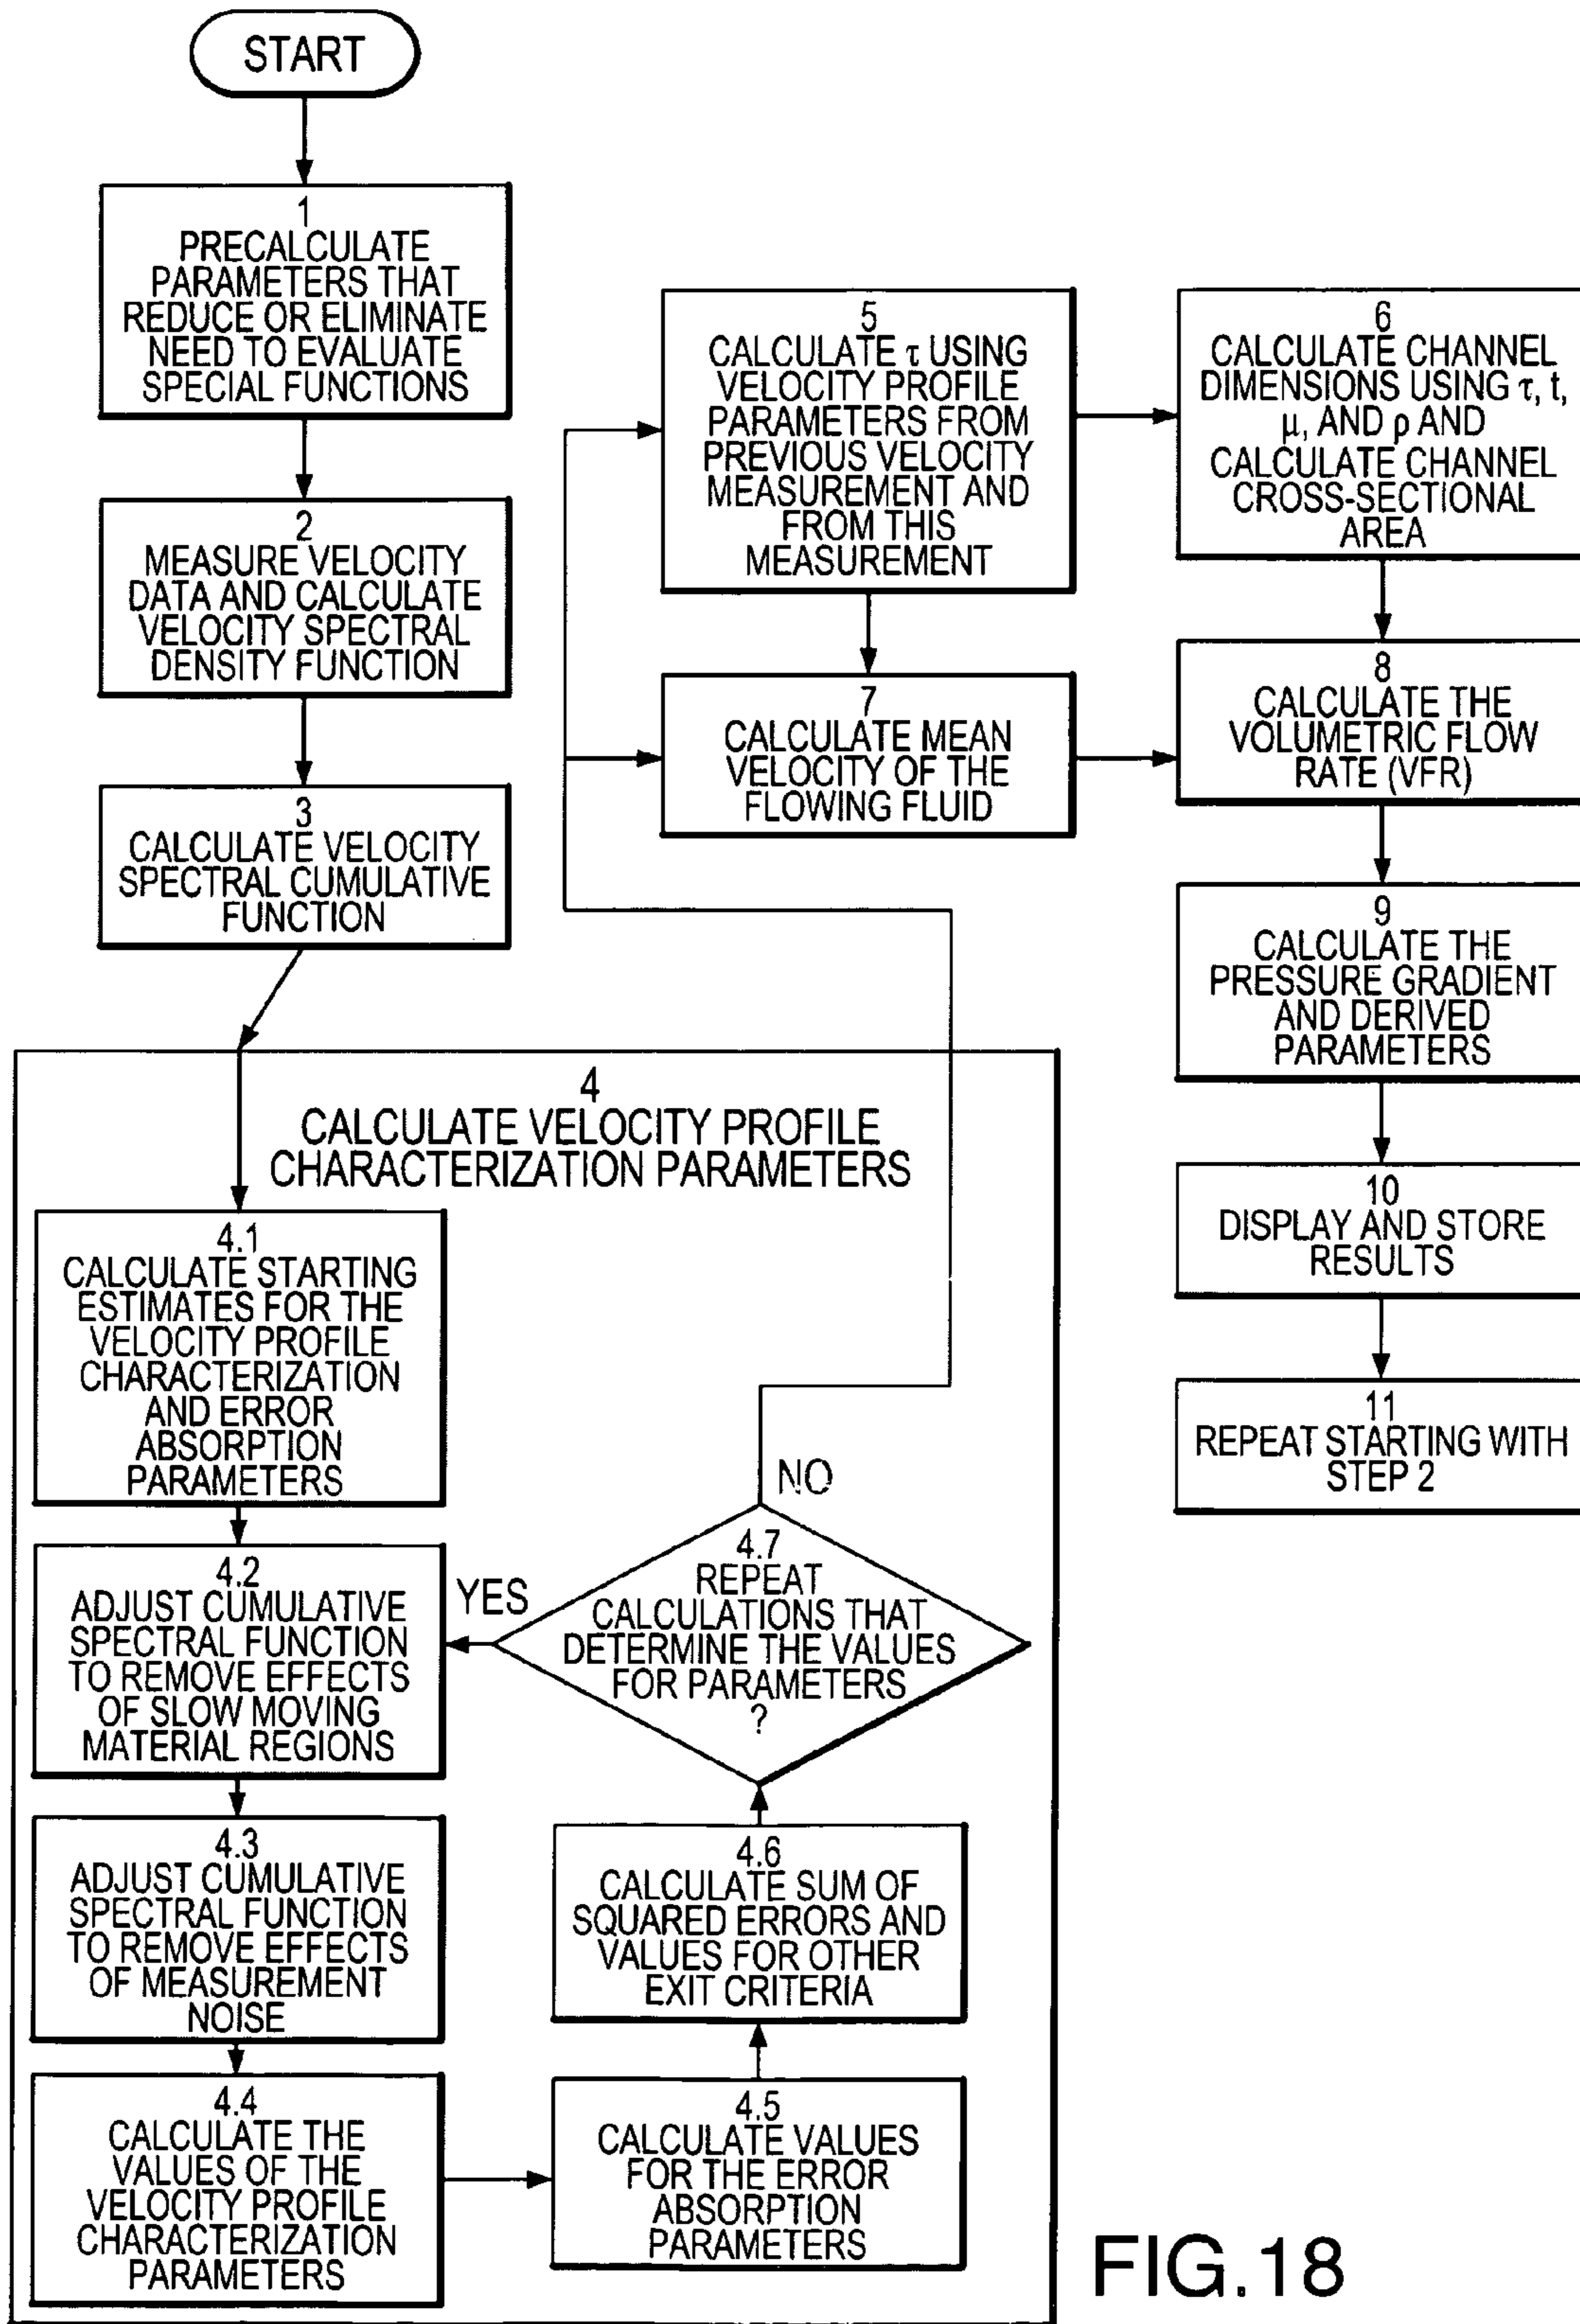 START
1
PRECALCULATE
PARAMETERS THAT
REDUCE OR ELIMINATE
NEED TO EVALUATE
SPECIAL FUNCTIONS
2
MEASURE VELOCITY
DATA AND CALCULATE
VELOCITY SPECTRAL
DENSITY FUNCTION
3
CALCULATE VELOCITY
SPECTRAL CUMULATIVE
FUNCTION
4
CALCULATE VELOCITY PROFILE
CHARACTERIZATION PARAMETERS
4.1
CALCULATE STARTING
ESTIMATES FOR THE
VELOCITY PROFILE
CHARACTERIZATION
AND ERROR
ABSORPTION
PARAMETERS
4.2
ADJUST CUMULATIVE
SPECTRAL FUNCTION
TO REMOVE EFFECTS
OF SLOW MOVING
MATERIAL REGIONS
4.3
ADJUST CUMULATIVE
SPECTRAL FUNCTION
TO REMOVE EFFECTS
OF MEASUREMENT
NOISE
4.4
CALCULATE THE
VALUES OF THE
VELOCITY PROFILE
CHARACTERIZATION
PARAMETERS
4.5
CALCULATE VALUES
FOR THE ERROR
ABSORPTION
PARAMETERS
4.6
CALCULATE SUM OF
SQUARED ERRORS AND
VALUES FOR OTHER
EXIT CRITERIA
4.7
REPEAT
CALCULATIONS THAT
DETERMINE THE VALUES
FOR PARAMETERS
?
YES
NO
5
CALCULATE τ USING
VELOCITY PROFILE
PARAMETERS FROM
PREVIOUS VELOCITY
MEASUREMENT AND
FROM THIS
MEASUREMENT
6
CALCULATE CHANNEL
DIMENSIONS USING τ, t,
μ, AND ρ AND
CALCULATE CHANNEL
CROSS-SECTIONAL
AREA
7
CALCULATE MEAN
VELOCITY OF THE
FLOWING FLUID
8
CALCULATE THE
VOLUMETRIC FLOW
RATE (VFR)
9
CALCULATE THE
PRESSURE GRADIENT
AND DERIVED
PARAMETERS
10
DISPLAY AND STORE
RESULTS
11
REPEAT STARTING WITH
STEP 2
FIG.18